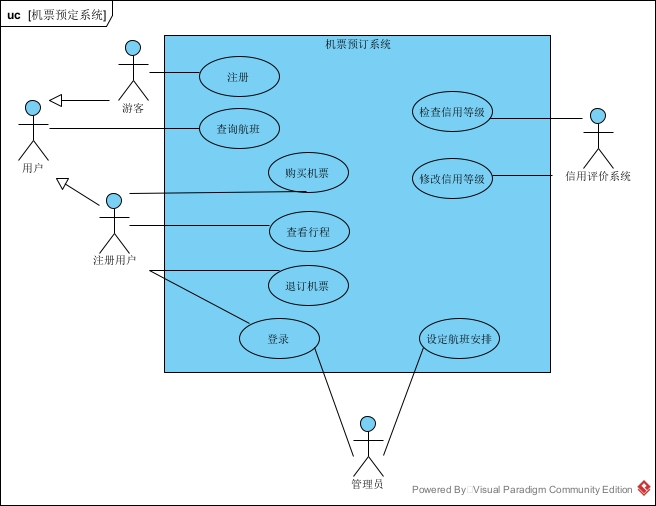 uc [机票预定系统]
机票预订系统
游客
注册
用户
查询航班
检查信用等级
信用评价系统
购买机票
修改信用等级
注册用户
查看行程
退订机票
登录
设定航班安排
管理员
Powered By Visual Paradigm Community Edition